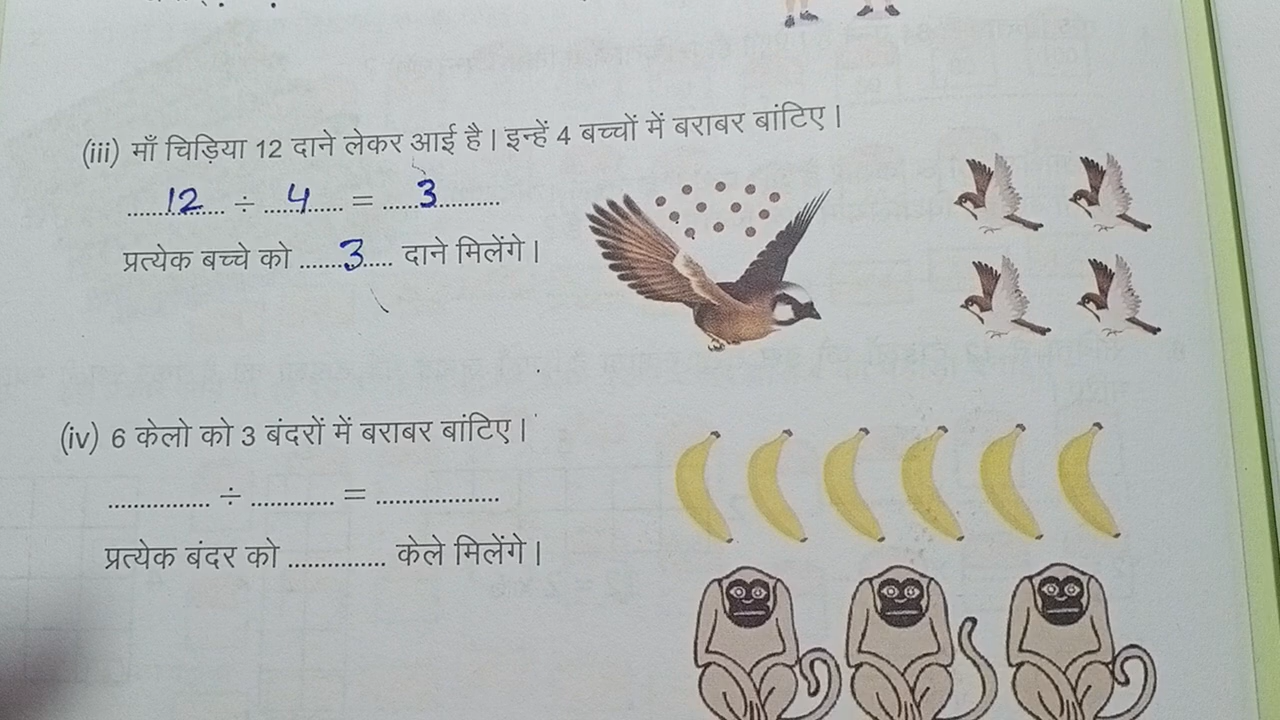 (iii) माँ चिड़िया 12 दाने लेकर आई है। इन्हें 4 बच्चों में बराबर बांटिए।
12 ÷ 4 = 3
प्रत्येक बच्चे को ........3..... दाने मिलेंगे।
(iv) 6 केलो को 3 बंदरों में बराबर बांटिए।
................ ÷ ............. = ...................
प्रत्येक बंदर को ............... केले मिलेंगे।